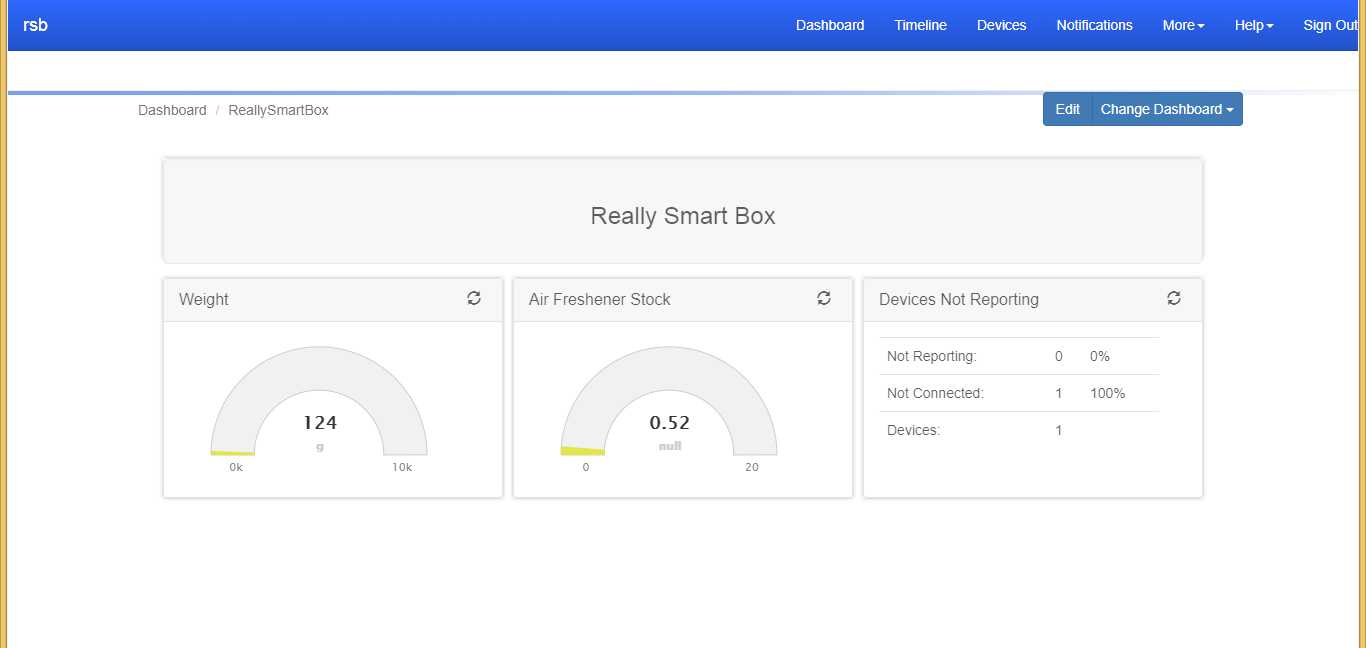 rsb Dashboard Timeline Devices Notifications More Help Sign Out
Dashboard / ReallySmartBox Edit Change Dashboard
Really Smart Box
Weight
124
g
0k 10k
Air Freshener Stock
0.52
null
0 20
Devices Not Reporting
Not Reporting: 0 0%
Not Connected: 1 100%
Devices: 1